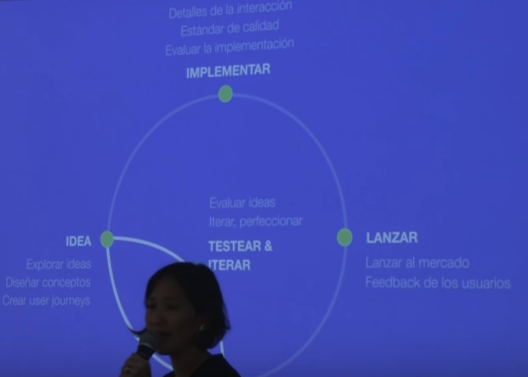 Detalles de la interacción
Estándar de calidad
Evaluar la implementación
IMPLEMENTAR
Evaluar ideas
Iterar, perfeccionar
TESTEAR &
ITERAR
IDEA
Explorar ideas
Diseñar conceptos
Crear user journeys
LANZAR
Lanzar al mercado
Feedback de los usuarios